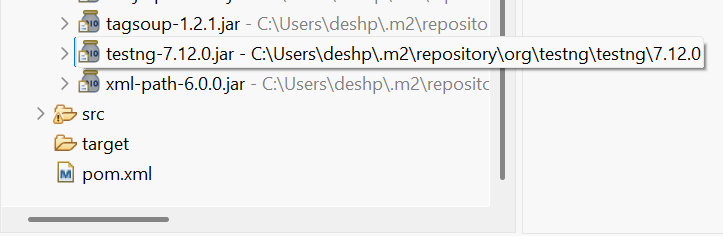 tagsoup-1.2.1.jar - C:\Users\deshp\.m2\reposito
testng-7.12.0.jar - C:\Users\deshp\.m2\repository\org\testng\testng\7.12.0
xml-path-6.0.0.jar - C:\Users\deshp\.m2\reposito
src
target
pom.xml